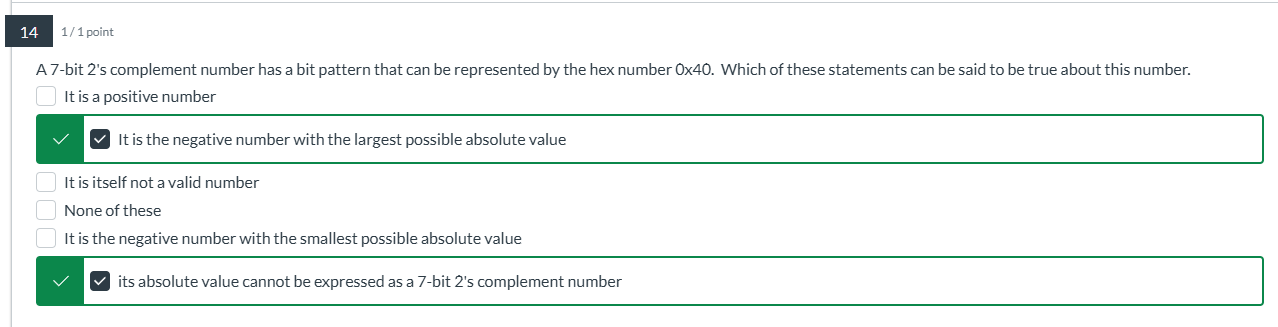 14
1 / 1 point
A 7-bit 2's complement number has a bit pattern that can be represented by the hex number 0x40. Which of these statements can be said to be true about this number.
It is a positive number
It is the negative number with the largest possible absolute value
It is itself not a valid number
None of these
It is the negative number with the smallest possible absolute value
its absolute value cannot be expressed as a 7-bit 2's complement number